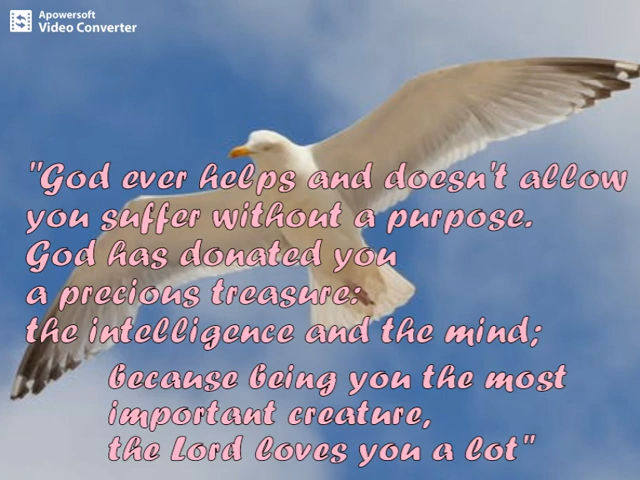 Apowersoft
Video Converter
"God ever helps and doesn't allow
you suffer without a purpose.
God has donated you
a precious treasure:
the intelligence and the mind;
because being you the most
important creature,
the Lord loves you a lot"